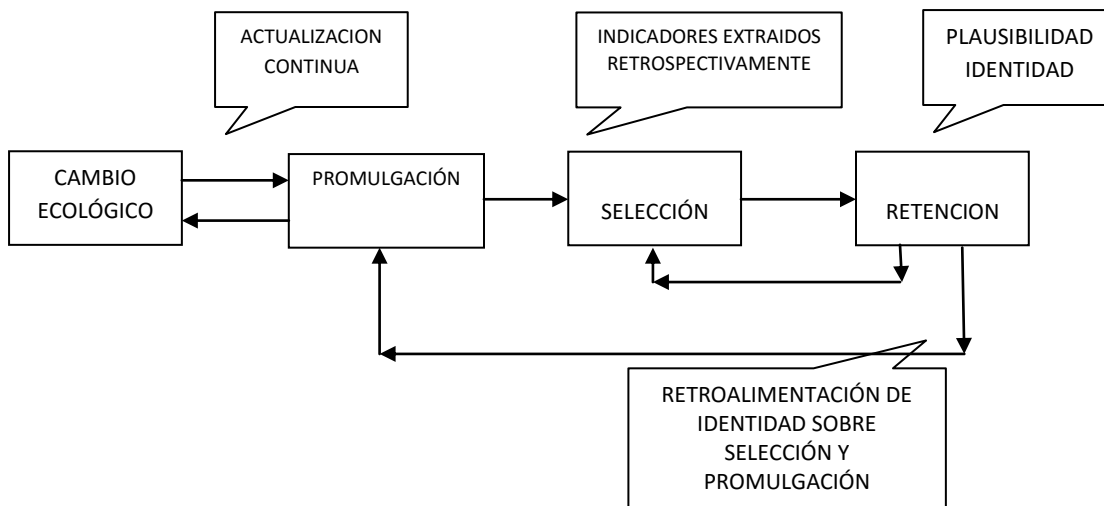 ACTUALIZACION
CONTINUA
INDICADORES EXTRAIDOS
RETROSPECTIVAMENTE
PLAUSIBILIDAD
IDENTIDAD
CAMBIO
ECOLÓGICO
PROMULGACIÓN
SELECCIÓN
RETENCION
RETROALIMENTACIÓN DE
IDENTIDAD SOBRE
SELECCIÓN Y
PROMULGACIÓN